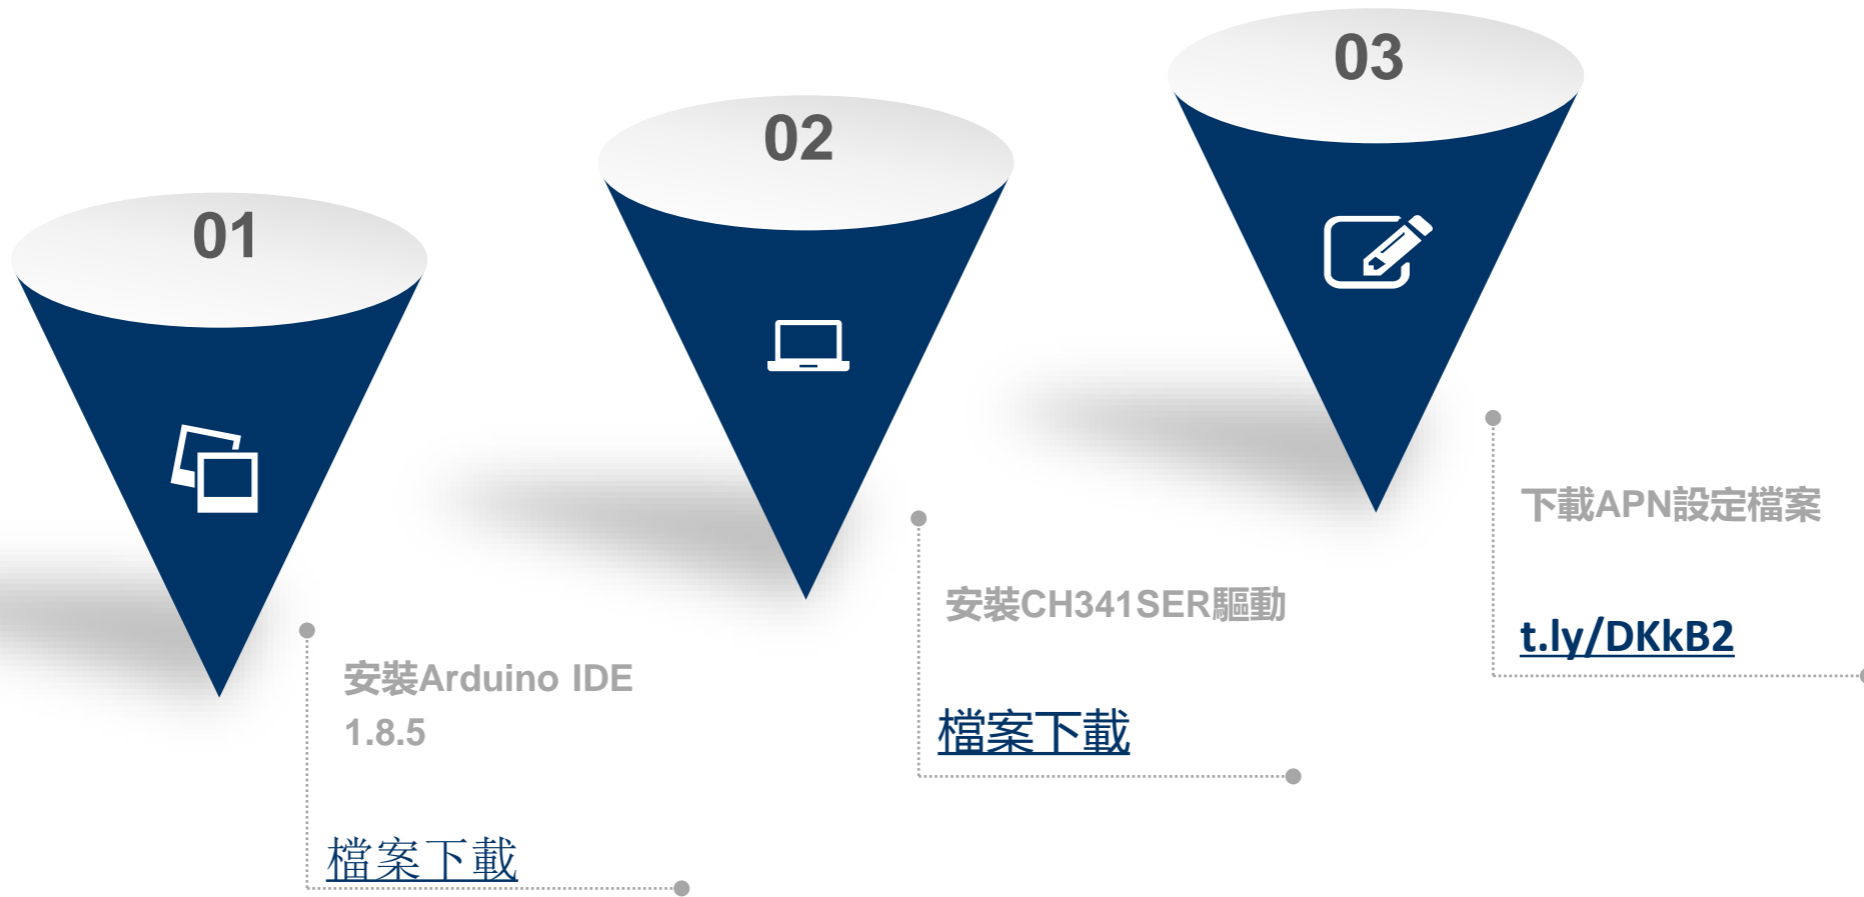 01
安裝Arduino IDE
1.8.5
檔案下載
02
安裝CH341SER驅動
檔案下載
03
下載APN設定檔案
t.ly/DKkB2